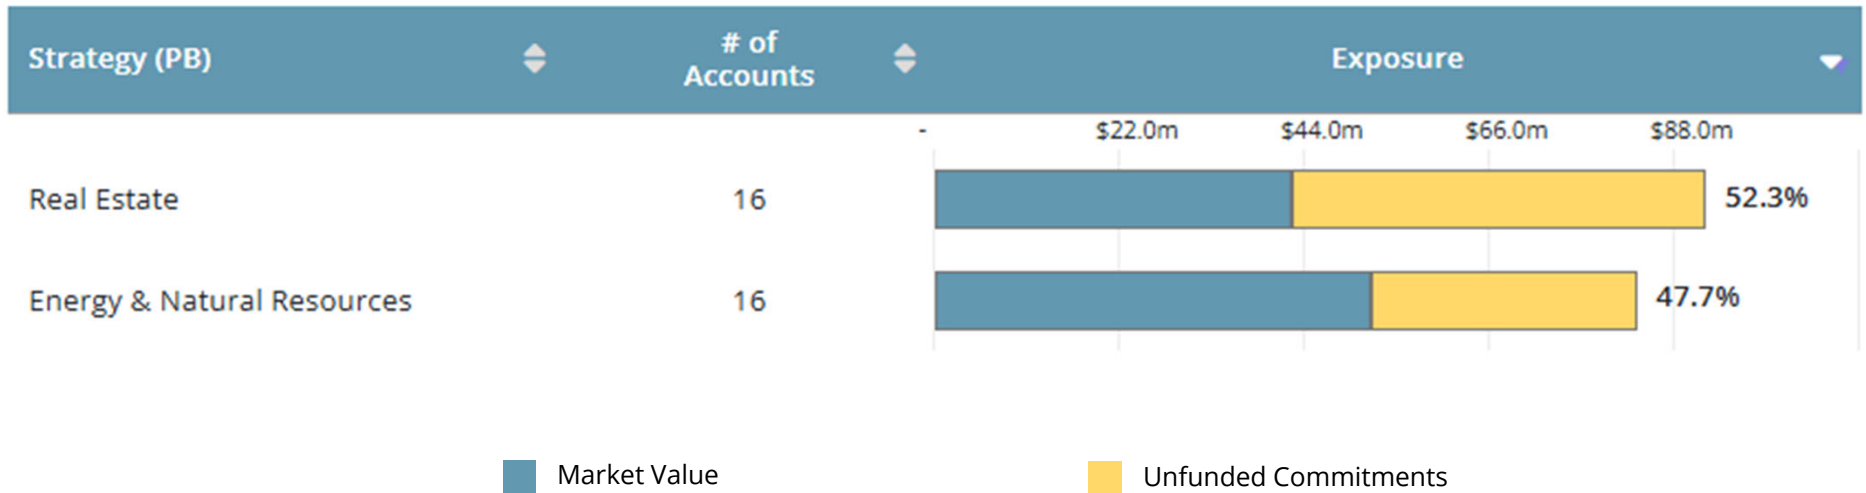 Strategy (PB)
# of
Accounts
Exposure
- $22.0m $44.0m $66.0m $88.0m
Real Estate 16 52.3%
Energy & Natural Resources 16 47.7%
Market Value Unfunded Commitments